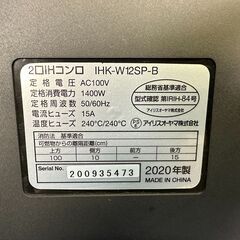 2口IHコンロ IHK-W12SP-B
定格電圧 AC100V
定格消費電力 1400W
定格周波数 50/60Hz
電流ヒューズ 15A
温度ヒューズ 240℃/240℃
総務省基準適合
型式確認 第IRIH-84号
アイリスオーヤマ株式会社
消防法 基準適合
可燃物からの離隔距離(cm)
上方 側方 前方 後方
100 10 － 15
Serial No. 200935473
2020年製
MADE IN CHINA